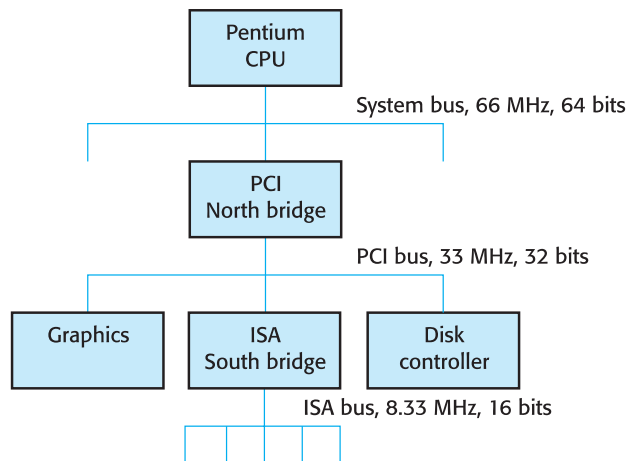 Pentium
CPU
System bus, 66 MHz, 64 bits
PCI
North bridge
PCI bus, 33 MHz, 32 bits
Graphics
ISA
South bridge
Disk
controller
ISA bus, 8.33 MHz, 16 bits